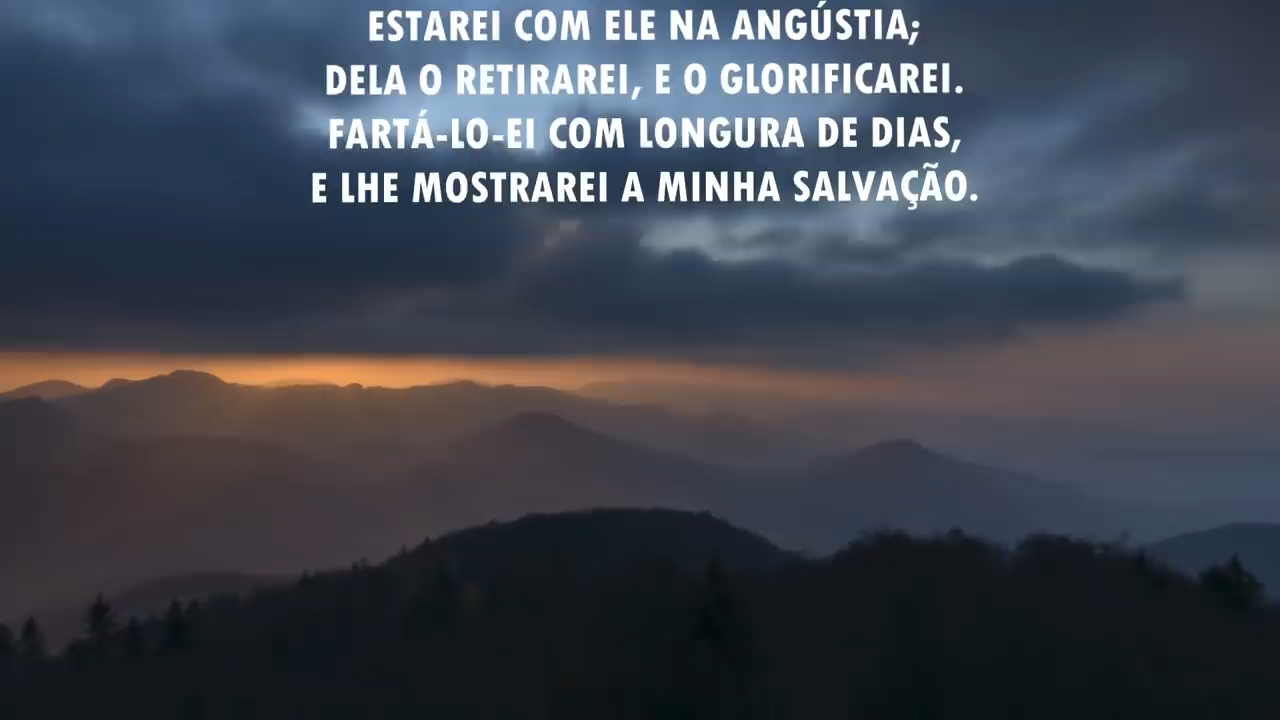 ESTAREI COM ELE NA ANGÚSTIA;
DELA O RETIRAREI, E O GLORIFICAREI.
FARTÁ-LO-EI COM LONGURA DE DIAS,
E LHE MOSTRAREI A MINHA SALVAÇÃO.